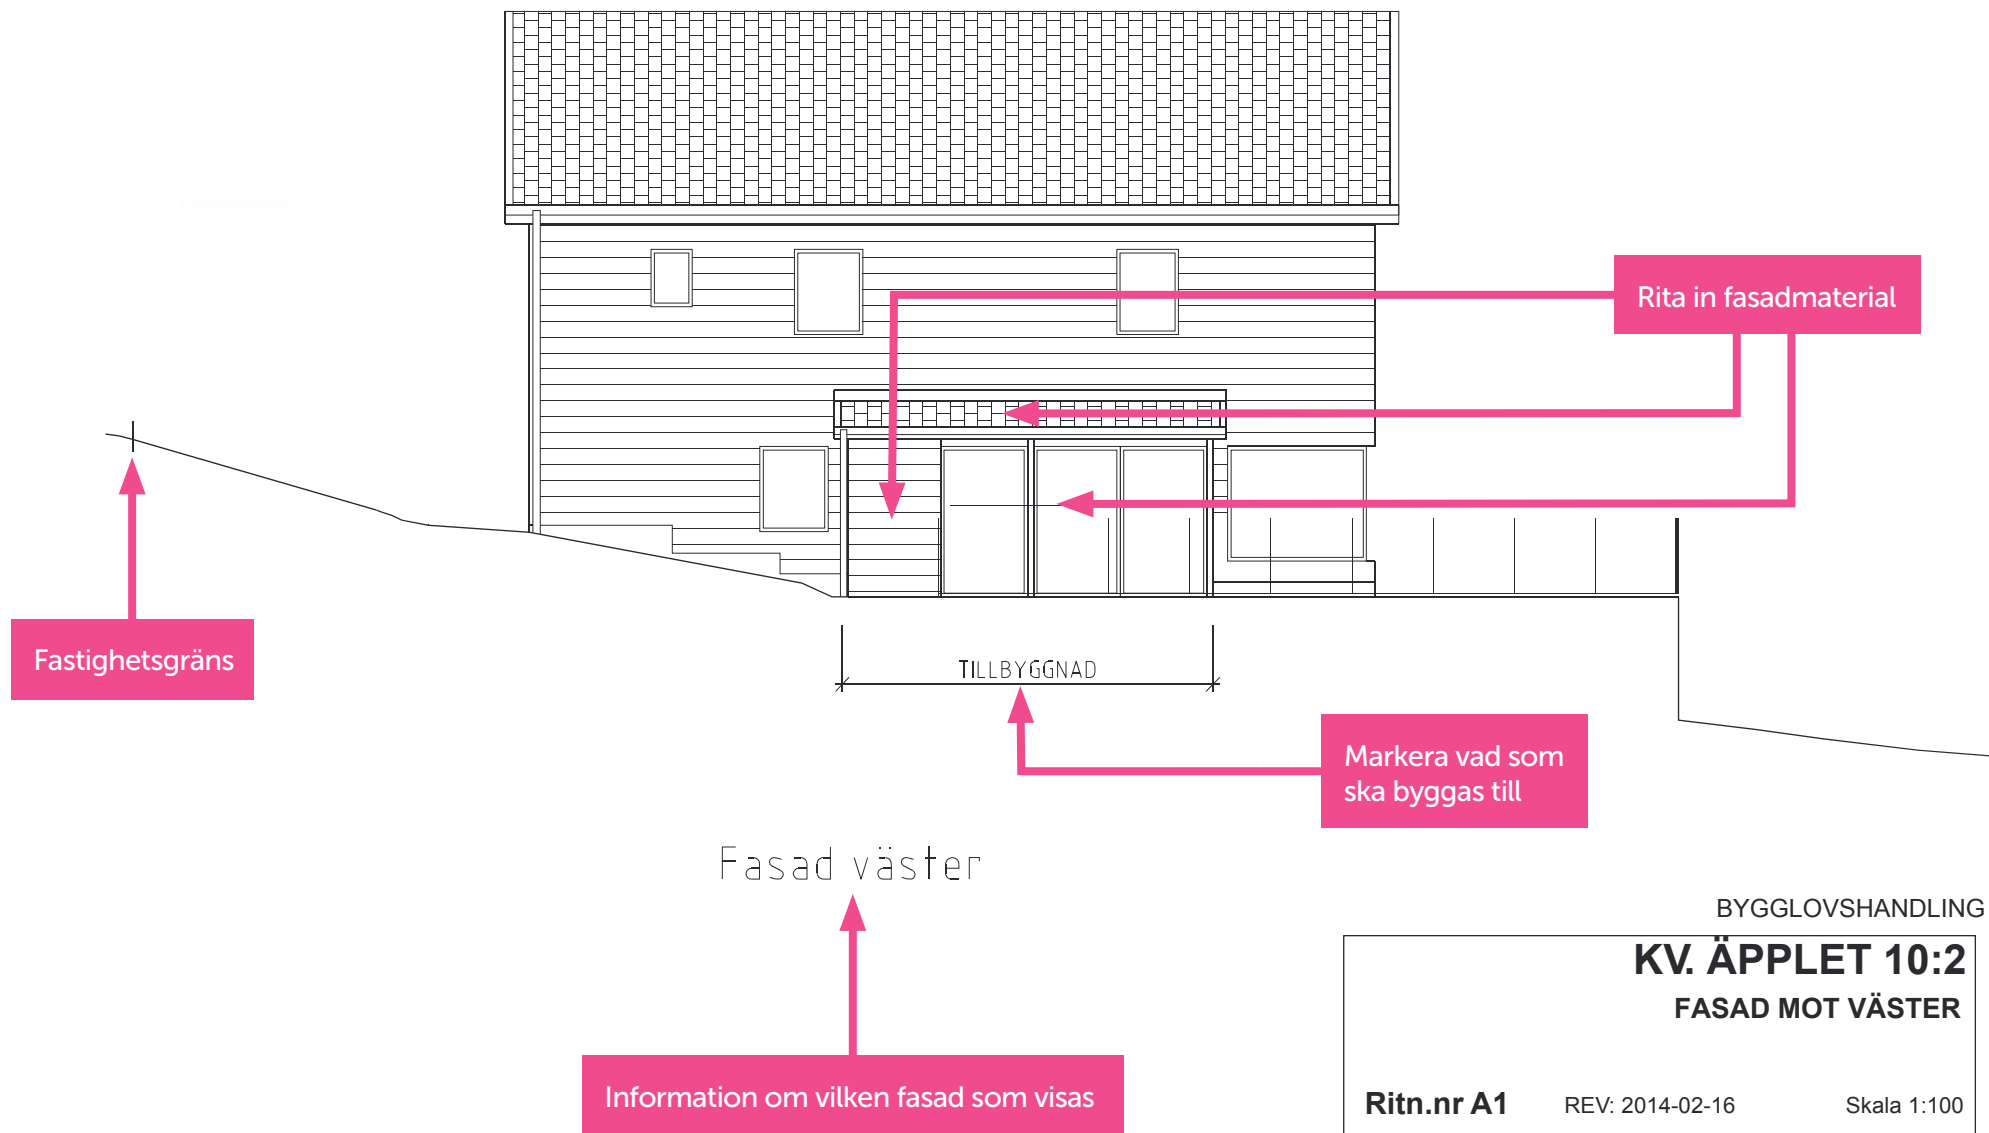 Rita in fasadmaterial
Fastighetsgräns
TILLBYGGNAD
Markera vad som
ska byggas till
Fasad väster
Information om vilken fasad som visas
BYGGLOVSHANDLING
KV. ÄPPLET 10:2
FASAD MOT VÄSTER
Ritn.nr A1 REV: 2014-02-16 Skala 1:100